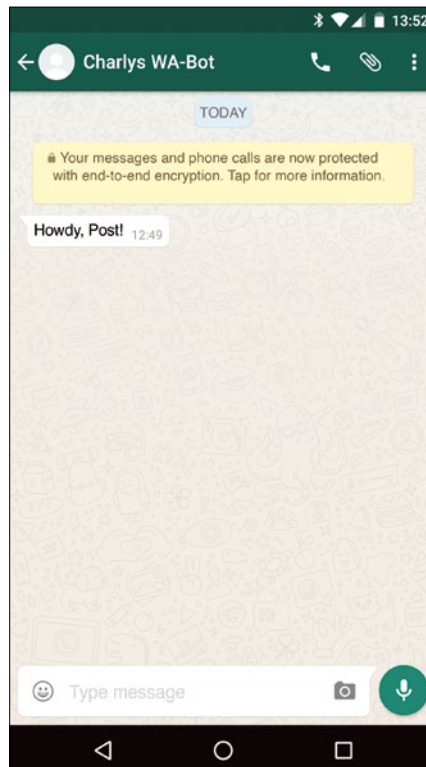 13:52
Charlys WA-Bot
TODAY
Your messages and phone calls are now protected
with end-to-end encryption. Tap for more information.
Howdy, Post! 12:49
Type message